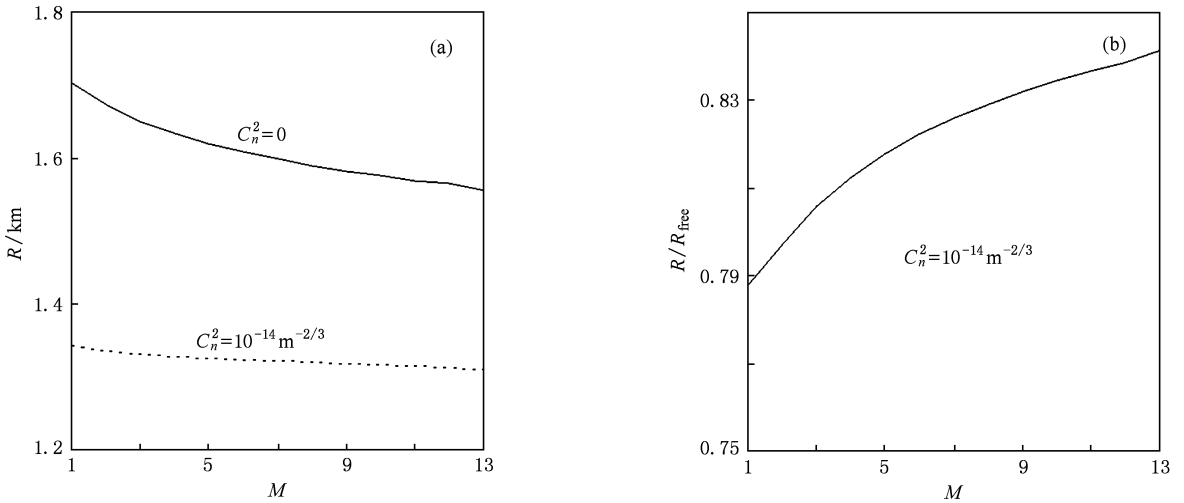 1.8
(a)
C_n^2=0
1.6
R/km
1.4
C_n^2=10^{-14}m^{-2/3}
1.2
1 5 9 13
M
(b)
0.83
R/R_free
C_n^2=10^{-14}m^{-2/3}
0.79
0.75
1 5 9 13
M